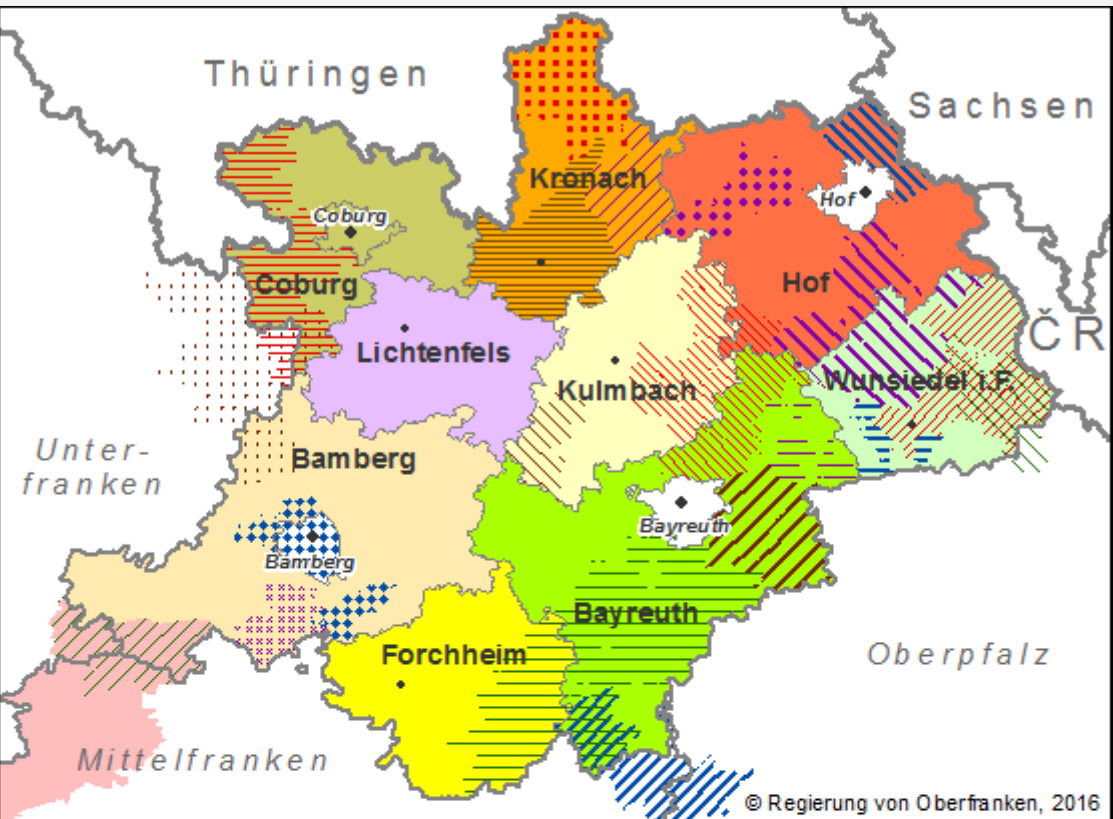 Thüringen
Sachsen
Kronach
Hof
Coburg
Coburg
Hof
ČR
Lichtenfels
Kulmbach
Wunsiedel i.F.
Unter-
franken
Bamberg
Bayreuth
Bamberg
Bayreuth
Forchheim
Oberpfalz
Mittelfranken
© Regierung von Oberfranken, 2016